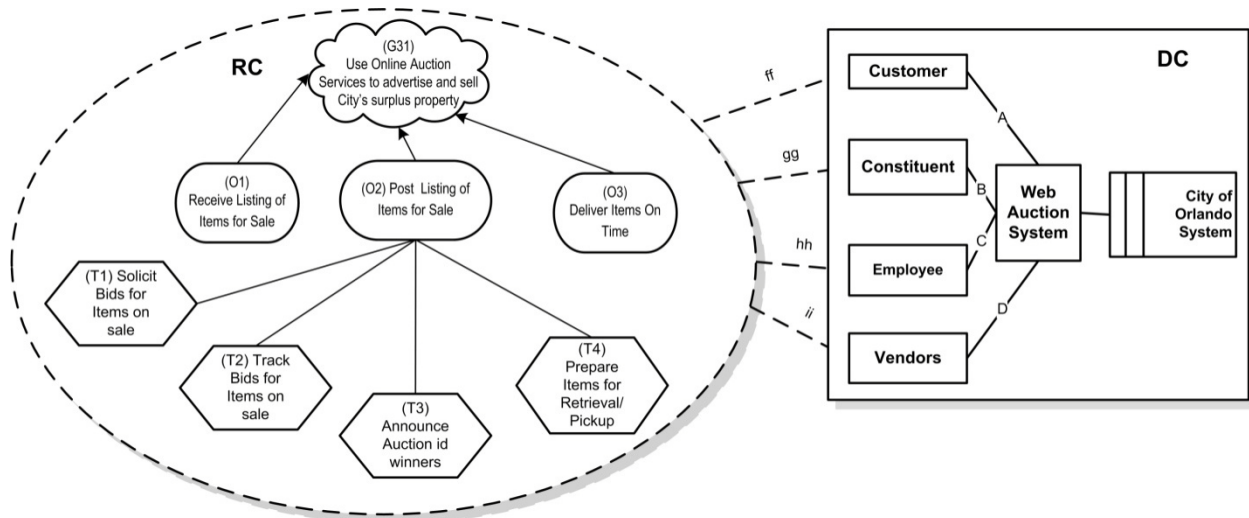 RC
(G31)
Use Online Auction
Services to advertise and sell
City's surplus property
(O1)
Receive Listing of
Items for Sale
(O2) Post Listing of
Items for Sale
(O3)
Deliver Items On
Time
(T1) Solicit
Bids for
Items on
sale
(T2) Track
Bids for
Items on
sale
(T3)
Announce
Auction id
winners
(T4)
Prepare
Items for
Retrieval/
Pickup
ff
gg
hh
ii
DC
Customer
Constituent
Employee
Vendors
A
B
C
D
Web
Auction
System
City of
Orlando
System